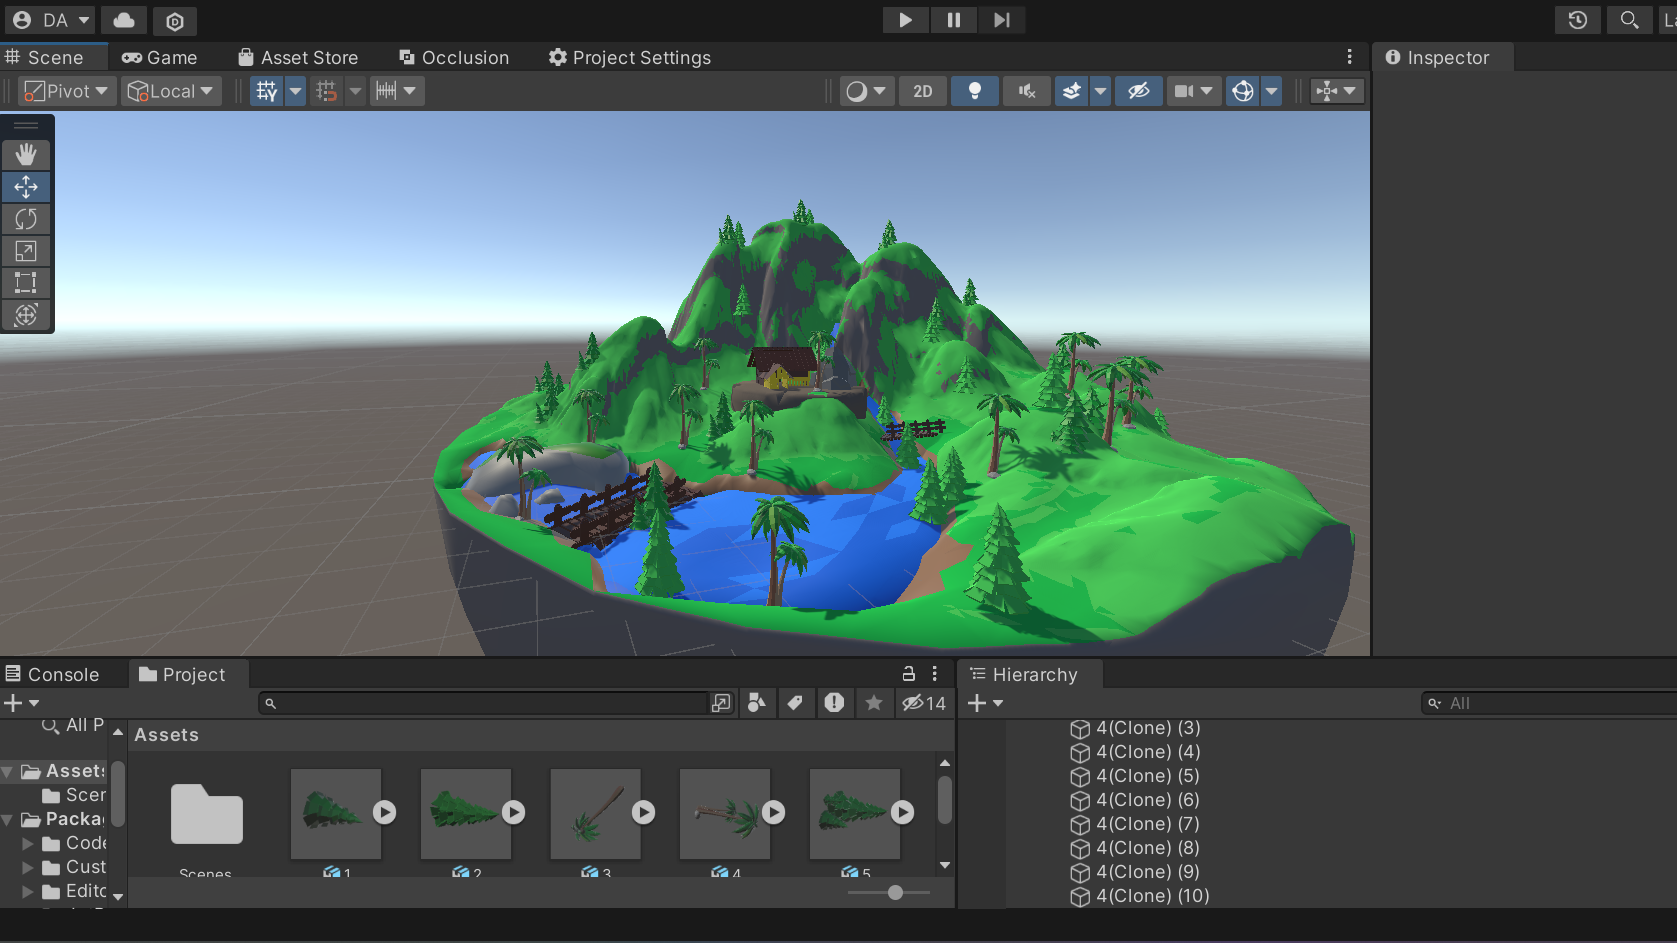 DA
La
Scene
Game
Asset Store
Occlusion
Project Settings
Inspector
Pivot
Local
2D
Console
Project
Hierarchy
14
All
All P
Assets
Scer
Packa
Code
Cust
Edito
Assets
Scenes
1
2
3
4
5
4(Clone) (3)
4(Clone) (4)
4(Clone) (5)
4(Clone) (6)
4(Clone) (7)
4(Clone) (8)
4(Clone) (9)
4(Clone) (10)